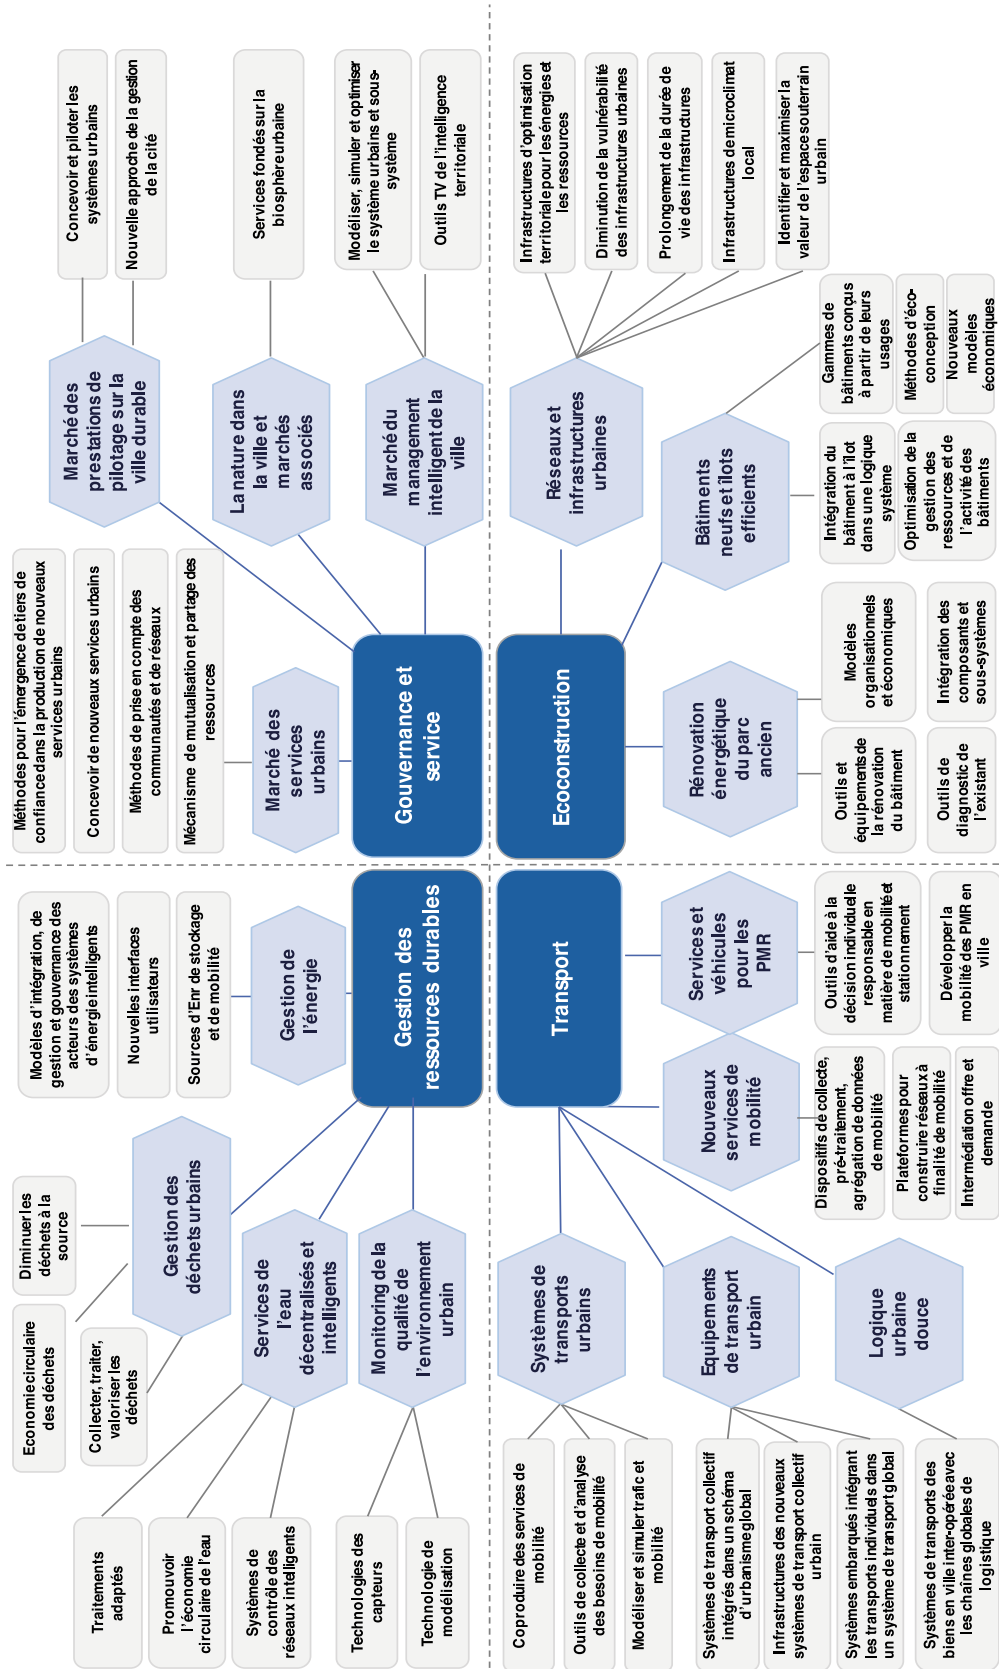 Gestion des
ressources durables
Gestion des
déchets urbains
Diminuer les
déchets à la
source
Economie circulaire
des déchets
Collecter, traiter,
valoriser les
déchets
Services de
l'eau
décentralisés et
intelligents
Traitements
adaptés
Promouvoir
l'économie
circulaire de l'eau
Systèmes de
contrôle des
réseaux intelligents
Monitoring de la
qualité de
l'environnement
urbain
Technologies des
capteurs
Technologie de
modélisation
Gestion de
l'énergie
Modèles d'intégration, de
gestion et gouvernance des
acteurs des systèmes
d'énergie intelligents
Nouvelles interfaces
utilisateurs
Sources d'Enr de stockage
et de mobilité
Gouvernance et
service
Marché des
services
urbains
Méthodes pour l'émergence de tiers de
confiance dans la production de nouveaux
services urbains
Concevoir de nouveaux services urbains
Méthodes de prise en compte des
communautés et de réseaux
Mécanisme de mutualisation et partage des
ressources
Marché des
prestations de
pilotage sur la
ville durable
Concevoir et piloter les
systèmes urbains
Nouvelle approche de la gestion
de la cité
La nature dans
la ville et
marchés
associés
Services fondés sur la
biosphère urbaine
Marché du
management
intelligent de la
ville
Modéliser, simuler et optimiser
le système urbains et sous-
système
Outils TV de l'intelligence
territoriale
Transport
Systèmes de
transports
urbains
Coproduire des services de
mobilité
Outils de collecte et d'analyse
des besoins de mobilité
Modéliser et simuler trafic et
mobilité
Equipements
de transport
urbain
Systèmes de transport collectif
intégrés dans un schéma
d'urbanisme global
Infrastructures des nouveaux
systèmes de transport collectif
urbain
Systèmes embarqués intégrant
les transports individuels dans
un système de transport global
Logique
urbaine
douce
Systèmes de transports des
biens en ville inter-opérée avec
les chaînes globales de
logistique
Nouveaux
services de
mobilité
Dispositifs de collecte,
pré-traitement,
agrégation de données
de mobilité
Plateformes pour
construire réseaux à
finalité de mobilité
Intermédiation offre et
demande
Services et
véhicules
pour les
PMR
Outils d'aide à la
décision individuelle
responsable en
matière de mobilité et
stationnement
Développer la
mobilité des PMR en
ville
Ecoconstruction
Rénovation
énergétique
du parc
ancien
Outils et
équipements de
la rénovation
du bâtiment
Modèles
organisationnels
et économiques
Outils de
diagnostic de
l'existant
Intégration des
composants et
sous-systèmes
Bâtiments
neufs et îlots
efficients
Intégration du
bâtiment à l'îlot
dans une logique
système
Optimisation de la
gestion des
ressources et de
l'activité des
bâtiments
Gammes de
bâtiments conçus
à partir de leurs
usages
Méthodes d'éco-
conception
Nouveaux
modèles
économiques
Réseaux et
infrastructures
urbaines
Infrastructures d'optimisation
territoriale pour les énergies et
les ressources
Diminution de la vulnérabilité
des infrastructures urbaines
Prolongement de la durée de
vie des infrastructures
Infrastructures de microclimat
local
Identifier et maximiser la
valeur de l'espace souterrain
urbain